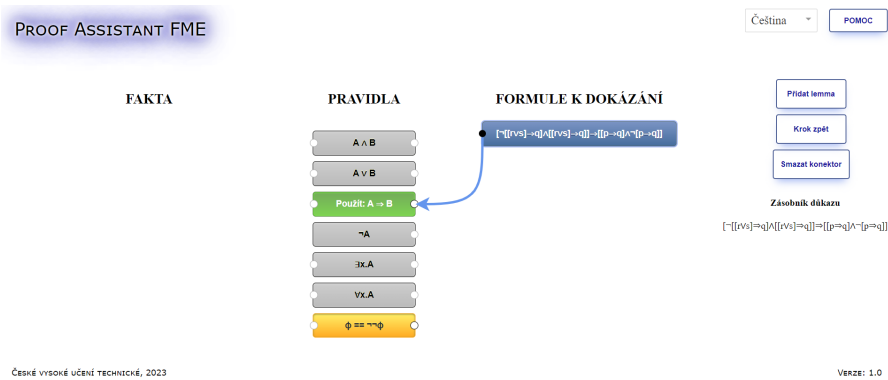 PROOF ASSISTANT FME
Čeština
POMOC
FAKTA
PRAVIDLA
FORMULE K DOKÁZÁNÍ
Přidat lemma
Krok zpět
Smazat konektor
A ∧ B
A ∨ B
Použít: A → B
¬A
∃x.A
∀x.A
ϕ == ¬¬ϕ
[¬[[r∨s]→q]∧[[r∨s]→q]]→[[p→q]∧¬[p→q]]
Zásobník důkazu
[¬[[r∨s]⇒q]∧[[r∨s]⇒q]]⇒[[p⇒q]∧¬[p⇒q]]
ČESKÉ VYSOKÉ UČENÍ TECHNICKÉ, 2023
VERZE: 1.0